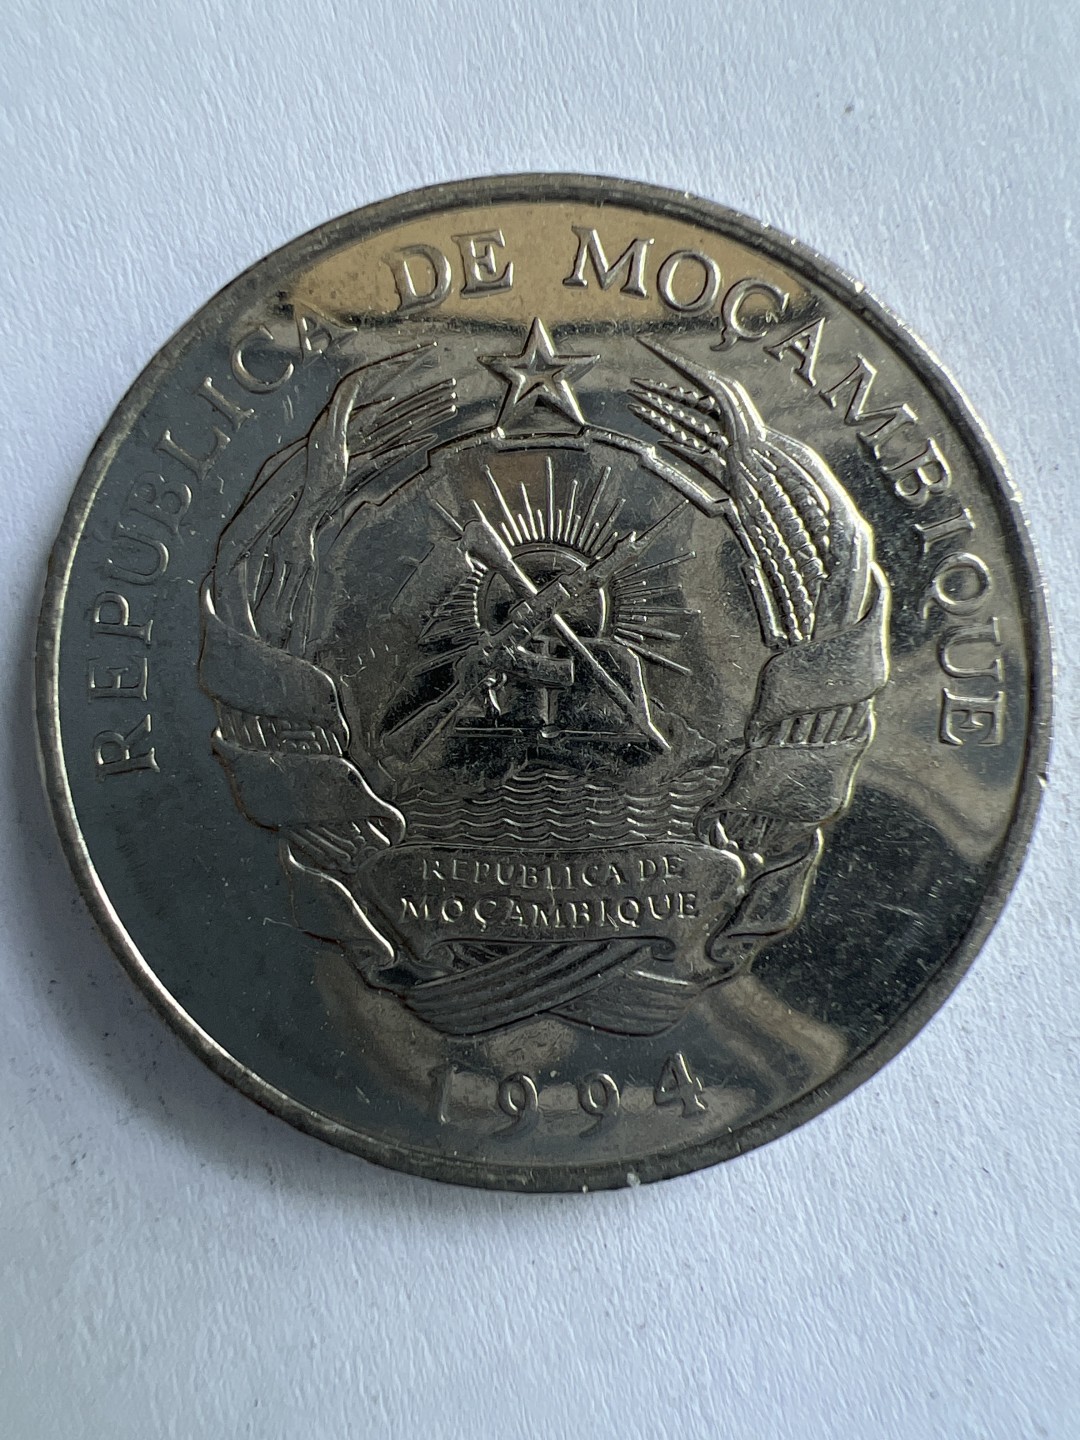 REPUBLICA DE MOÇAMBIQUE
REPUBLICA DE
MOÇAMBIQUE
1994